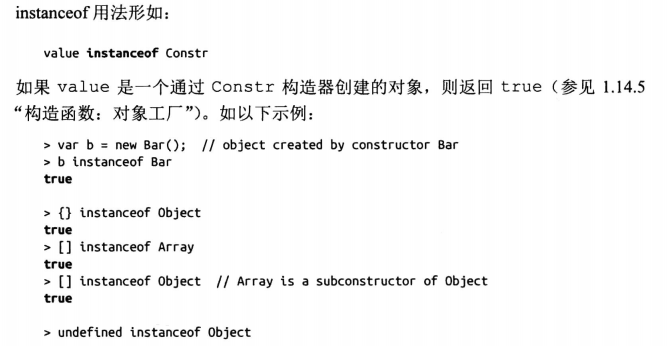 instanceof 用法形如：
value instanceof Constr
如果 value 是一个通过 Constr 构造器创建的对象，则返回 true（参见 1.14.5
“构造函数：对象工厂”）。如以下示例：
> var b = new Bar();  // object created by constructor Bar
> b instanceof Bar
true
> {} instanceof Object
true
> [] instanceof Array
true
> [] instanceof Object  // Array is a subconstructor of Object
true
> undefined instanceof Object